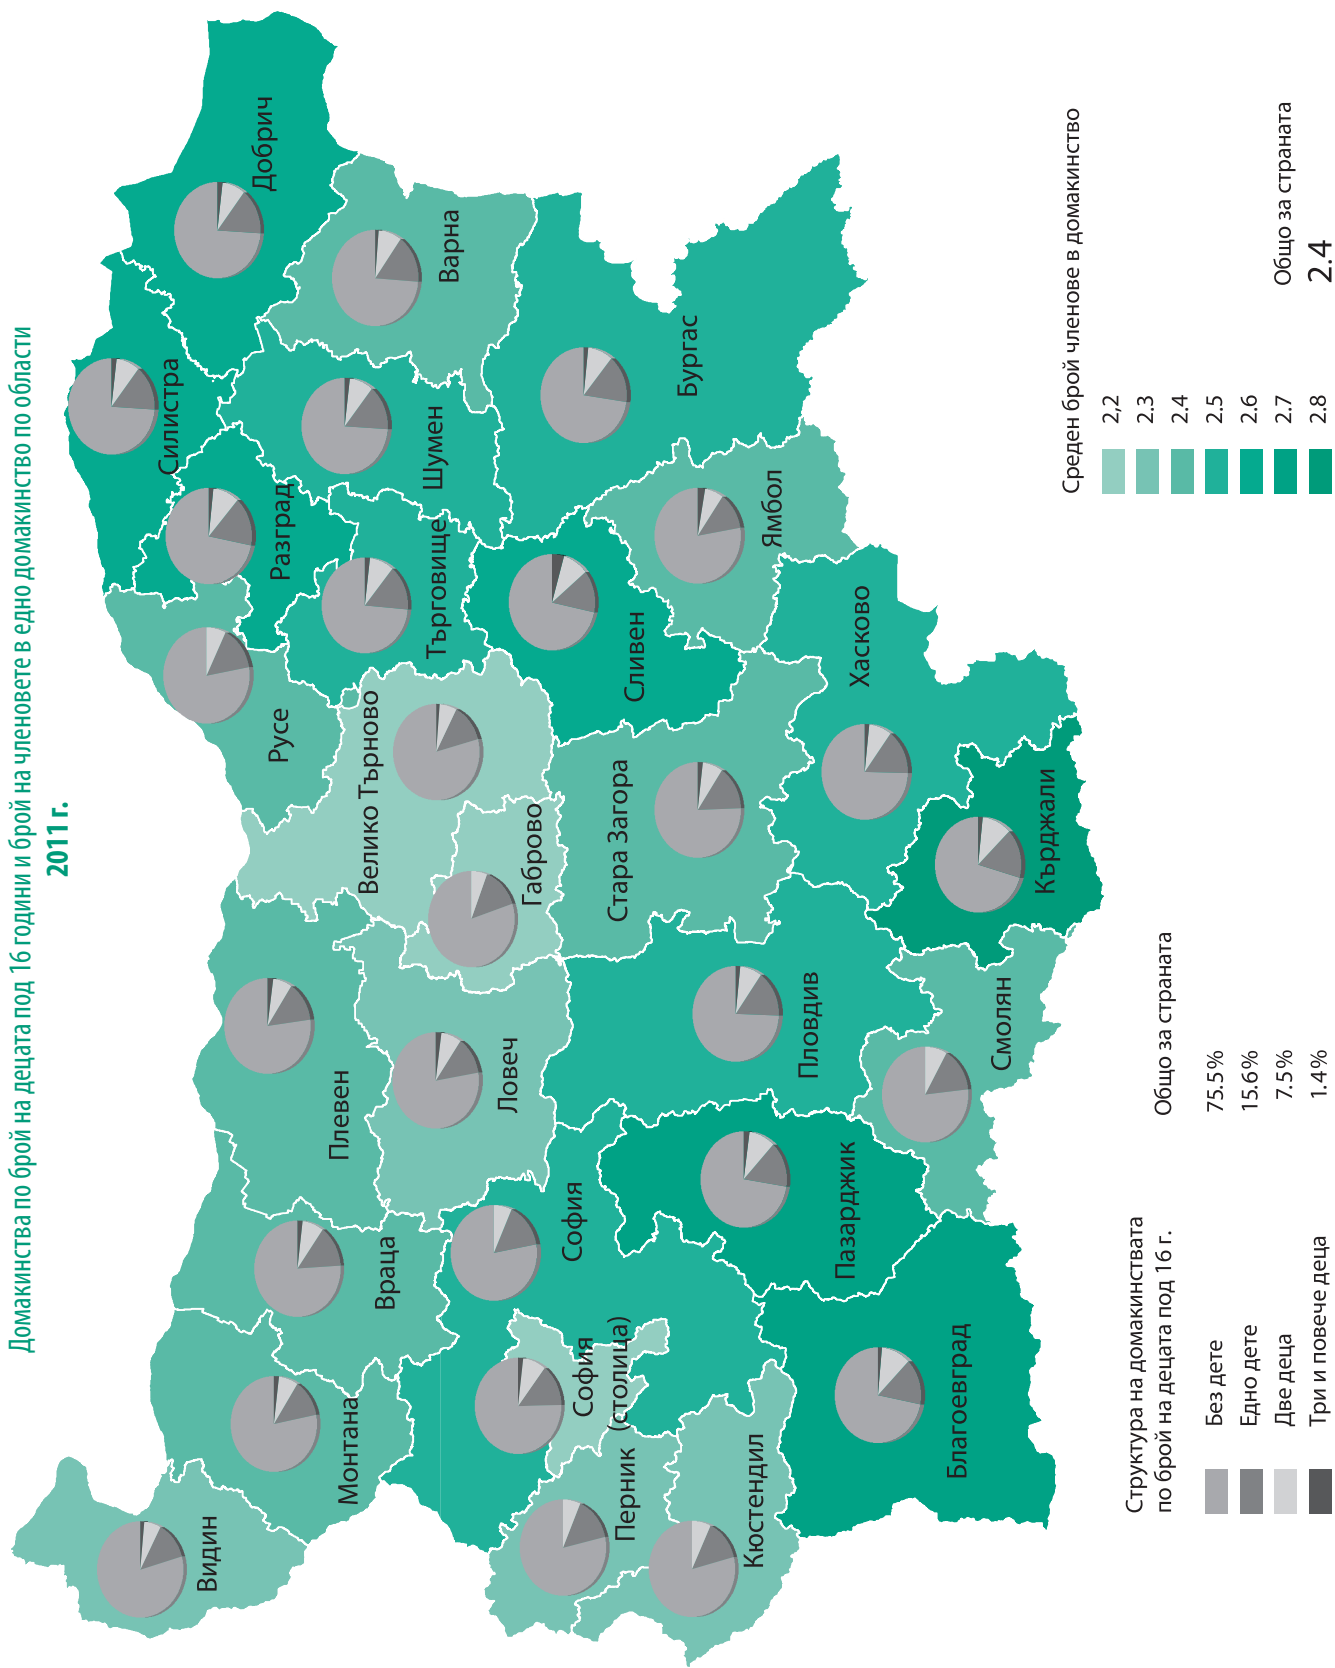 Домакинства по брой на децата под 16 години и брой на членовете в едно домакинство по области
2011 г.
Видин
Монтана
Враца
Плевен
Ловеч
Велико Търново
Габрово
Русе
Разград
Силистра
Добрич
Варна
Шумен
Търговище
Сливен
Бургас
Ямбол
Стара Загора
Хасково
Кърджали
Пловдив
Смолян
Пазарджик
София
София
(столица)
Перник
Кюстендил
Благоевград
Структура на домакинствата
по брой на децата под 16 г.
Общо за страната
Без дете 75.5%
Едно дете 15.6%
Две деца 7.5%
Три и повече деца 1.4%
Среден брой членове в домакинство
2,2
2.3
2.4
2.5
2.6
2.7
2.8
Общо за страната
2.4